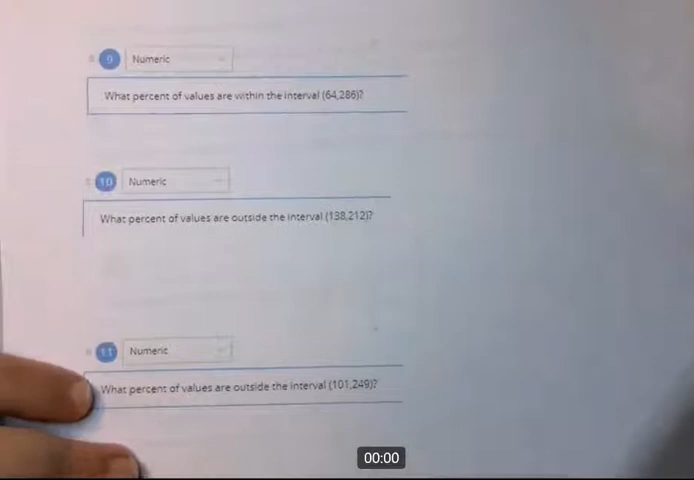 9 Numeric
What percent of values are within the interval (64,286)?
10 Numeric
What percent of values are outside the interval (138,212)?
11 Numeric
What percent of values are outside the interval (101,249)?
00:00